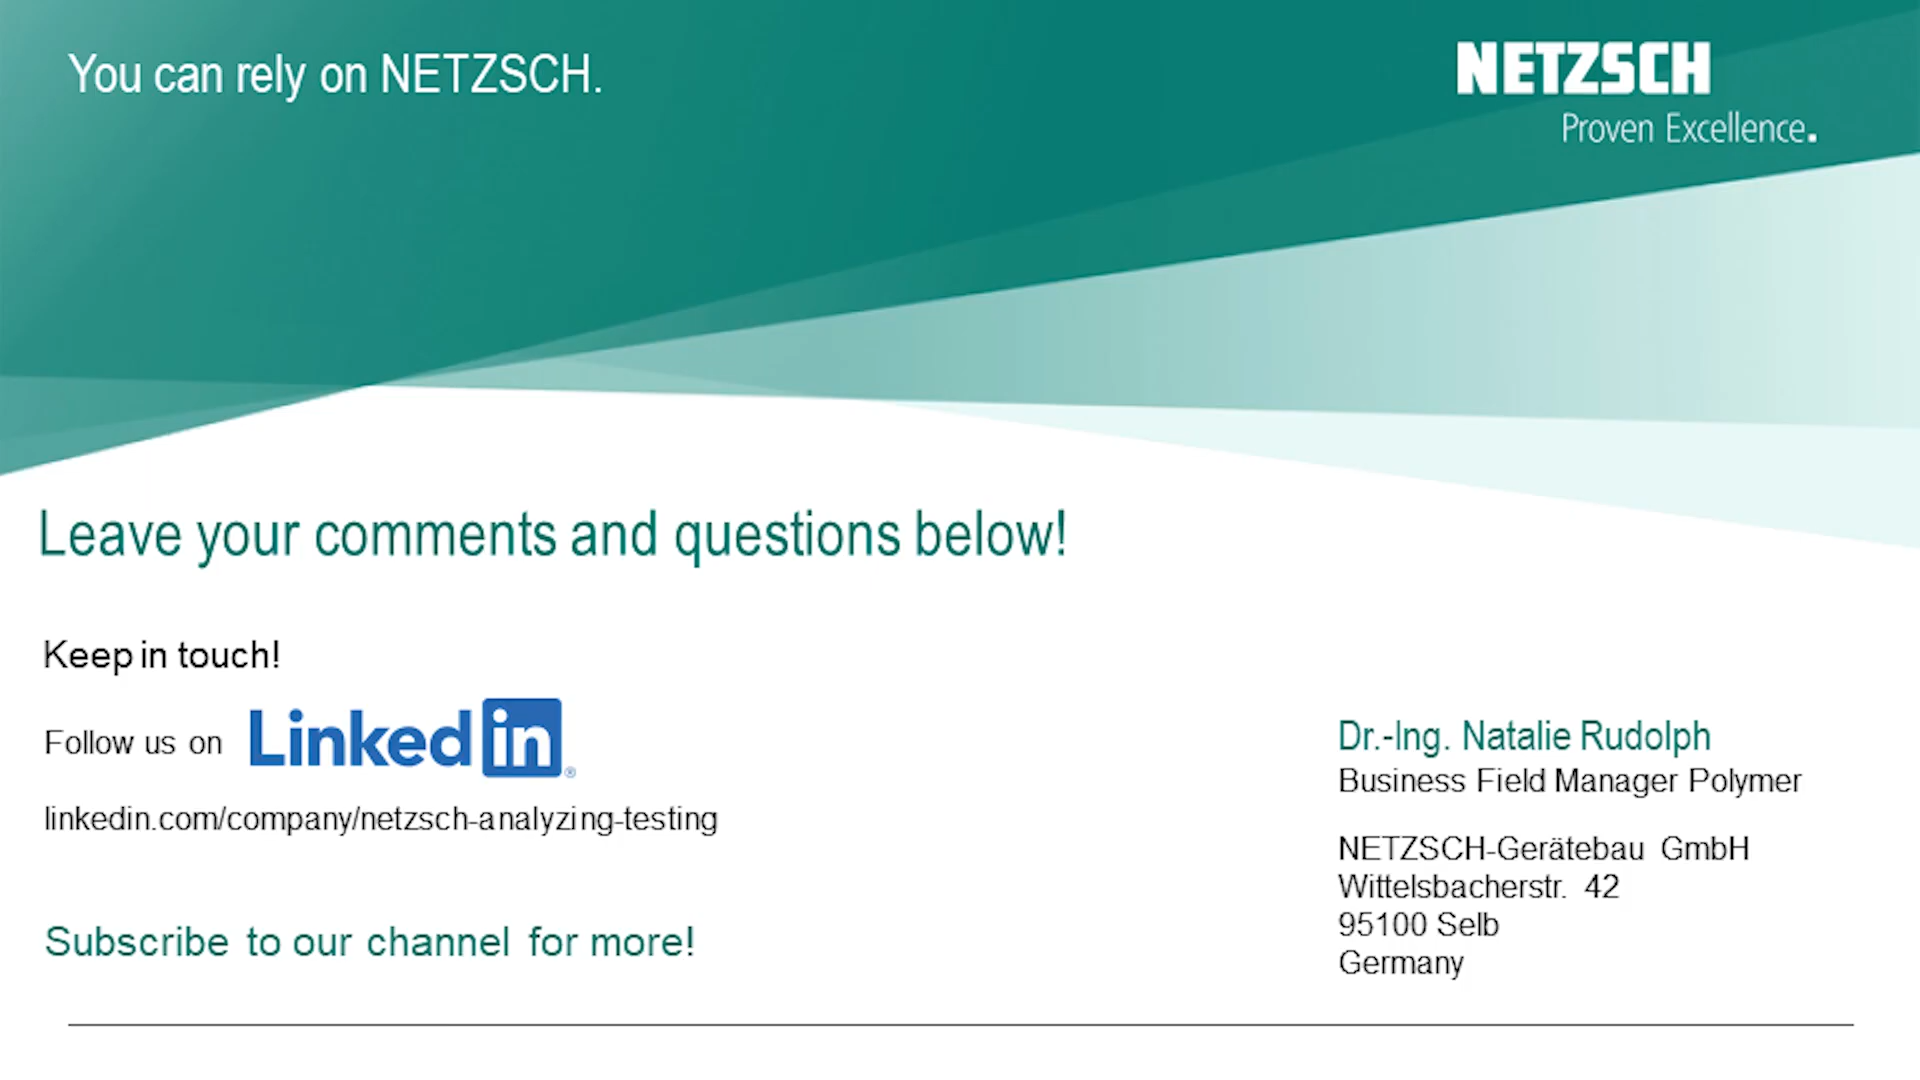 You can rely on NETZSCH.
NETZSCH
Proven Excellence.
Leave your comments and questions below!
Keep in touch!
Follow us on LinkedIn®
linkedin.com/company/netzsch-analyzing-testing
Subscribe to our channel for more!
Dr.-Ing. Natalie Rudolph
Business Field Manager Polymer
NETZSCH-Gerätebau GmbH
Wittelsbacherstr. 42
95100 Selb
Germany